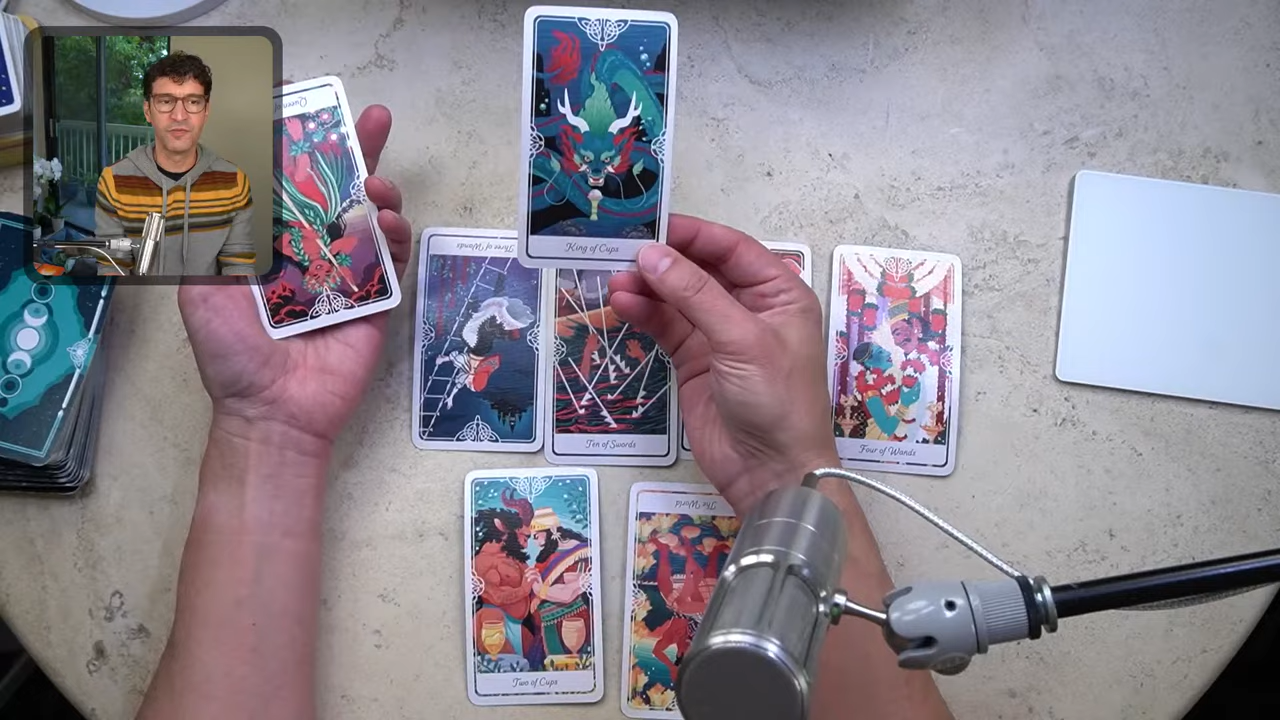 Queen of
King of Cups
Three of Wands
Ten of Swords
Four of Wands
Two of Cups
The World